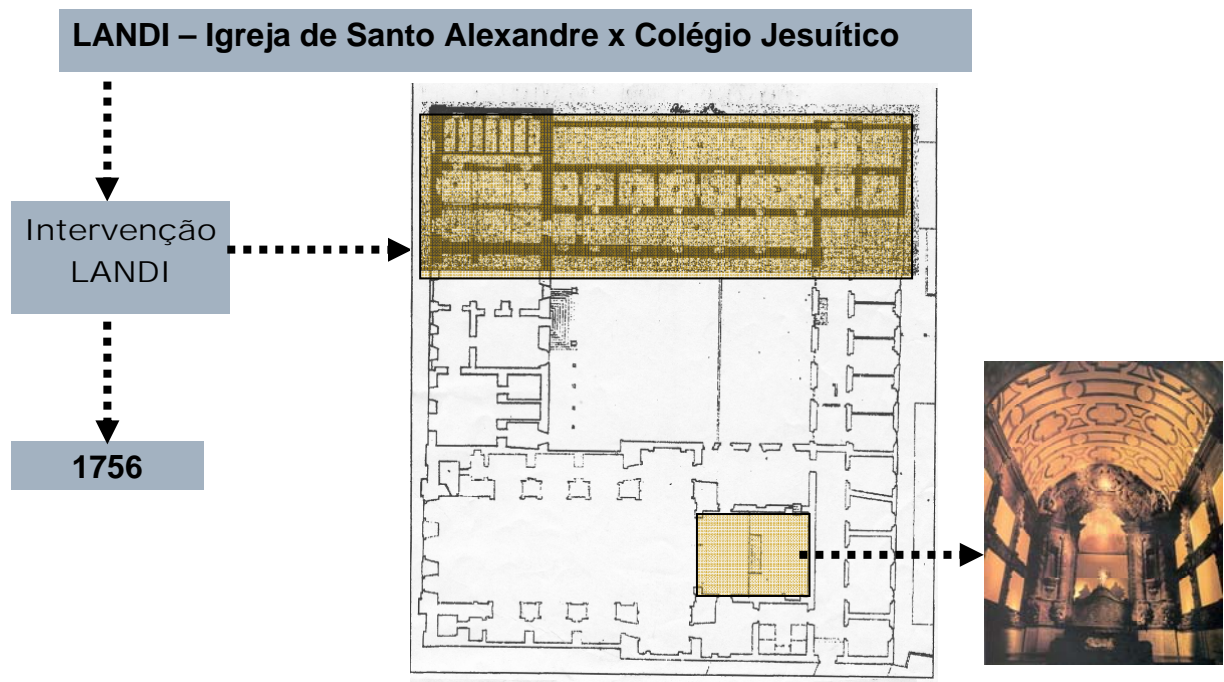 LANDI – Igreja de Santo Alexandre x Colégio Jesuítico
Intervenção
LANDI
1756